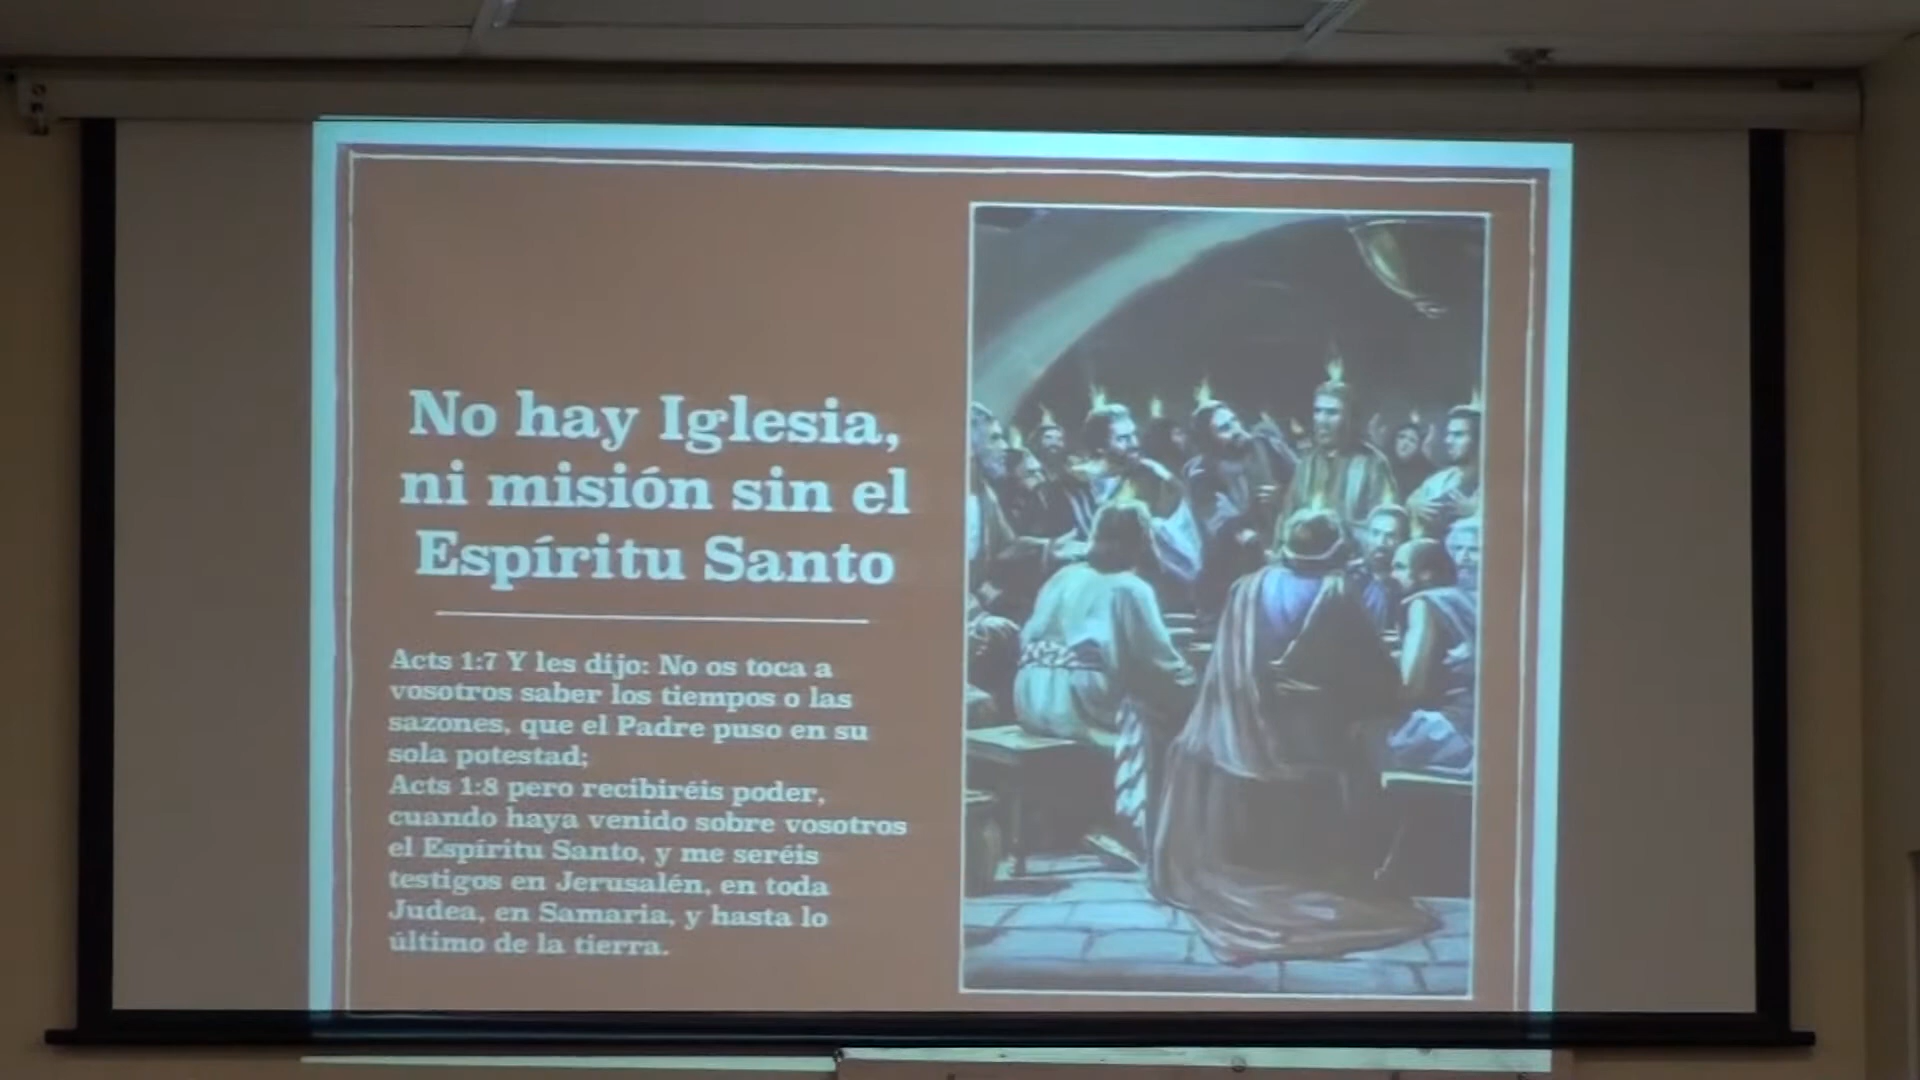 No hay Iglesia,
ni misión sin el
Espíritu Santo
Acts 1:7 Y les dijo: No os toca a
vosotros saber los tiempos o las
sazones, que el Padre puso en su
sola potestad;
Acts 1:8 pero recibiréis poder,
cuando haya venido sobre vosotros
el Espíritu Santo, y me seréis
testigos en Jerusalén, en toda
Judea, en Samaria, y hasta lo
último de la tierra.